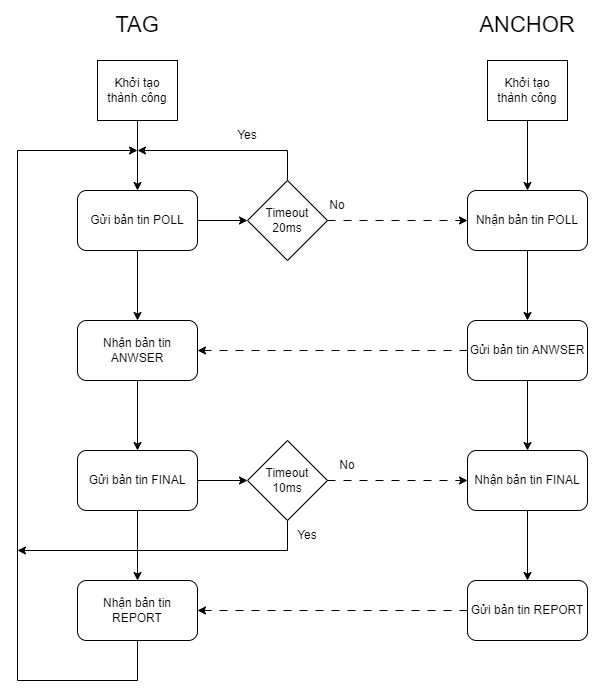 TAG
ANCHOR
Khởi tạo
thành công
Khởi tạo
thành công
Yes
Gửi bản tin POLL
Timeout
20ms
No
Nhận bản tin POLL
Nhận bản tin
ANWSER
Gửi bản tin ANWSER
Gửi bản tin FINAL
Timeout
10ms
No
Nhận bản tin FINAL
Yes
Nhận bản tin
REPORT
Gửi bản tin REPORT